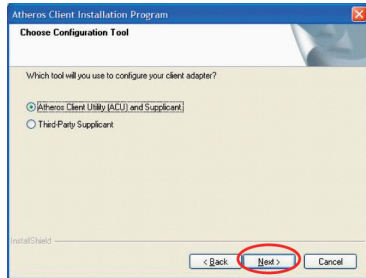 Atheros Client Installation Program
Choose Configuration Tool
Which tool will you use to configure your client adapter?
Atheros Client Utility (ACU) and Supplicant.
Third-Party Supplicant
InstallShield
< Back
Next >
Cancel